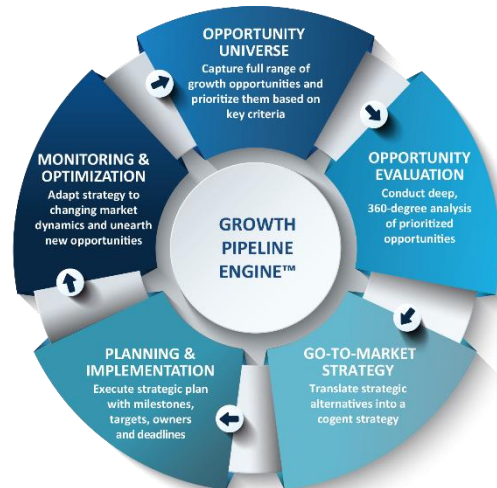 OPPORTUNITY
UNIVERSE
Capture full range of
growth opportunities and
prioritize them based on
key criteria
OPPORTUNITY
EVALUATION
Conduct deep,
360-degree analysis
of prioritized
opportunities
GO-TO-MARKET
STRATEGY
Translate strategic
alternatives into a
cogent strategy
PLANNING &
IMPLEMENTATION
Execute strategic plan
with milestones,
targets, owners
and deadlines
MONITORING &
OPTIMIZATION
Adapt strategy to
changing market
dynamics and unearth
new opportunities
GROWTH
PIPELINE
ENGINE™